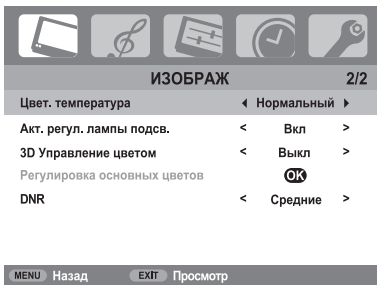 ИЗОБРАЖ 2/2
Цвет. температура Нормальный
Акт. регул. лампы подсв. < Вкл >
3D Управление цветом < Выкл >
Регулировка основных цветов OK
DNR < Средние >
MENU Назад EXIT Просмотр